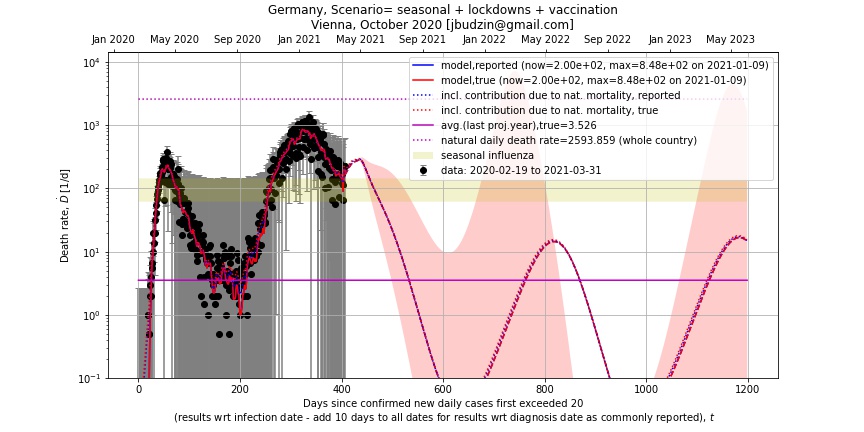 Germany, Scenario= seasonal + lockdowns + vaccination
Vienna, October 2020 [jbudzin@gmail.com]
Jan 2020 May 2020 Sep 2020 Jan 2021 May 2021 Sep 2021 Jan 2022 May 2022 Sep 2022 Jan 2023 May 2023
model,reported (now=2.00e+02, max=8.48e+02 on 2021-01-09)
model,true (now=2.00e+02, max=8.48e+02 on 2021-01-09)
incl. contribution due to nat. mortality, reported
incl. contribution due to nat. mortality, true
avg.(last proj.year),true=3.526
natural daily death rate=2593.859 (whole country)
seasonal influenza
data: 2020-02-19 to 2021-03-31
Death rate, Ḋ [1/d]
10⁴
10³
10²
10¹
10⁰
10⁻¹
0 200 400 600 800 1000 1200
Days since confirmed new daily cases first exceeded 20
(results wrt infection date - add 10 days to all dates for results wrt diagnosis date as commonly reported), t